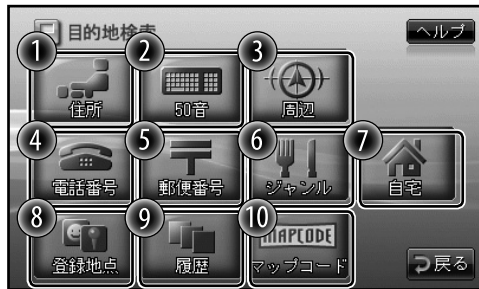 目的地検索
ヘルプ
1
住所
2
50音
3
周辺
4
電話番号
5
郵便番号
6
ジャンル
7
自宅
8
登録地点
9
履歴
10
MAPCODE
マップコード
戻る